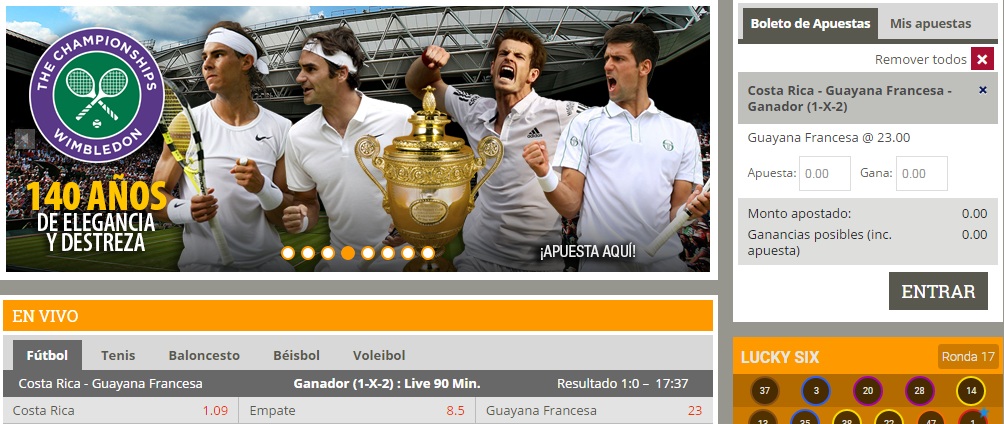 THE CHAMPIONSHIPS
WIMBLEDON
140 AÑOS
DE ELEGANCIA
Y DESTREZA
¡APUESTA AQUÍ!
EN VIVO
Fútbol Tenis Baloncesto Béisbol Voleibol
Costa Rica - Guayana Francesa Ganador (1-X-2) : Live 90 Min. Resultado 1:0 – 17:37
Costa Rica 1.09 Empate 8.5 Guayana Francesa 23
Boleto de Apuestas Mis apuestas
Remover todos ×
Costa Rica - Guayana Francesa - ×
Ganador (1-X-2)
Guayana Francesa @ 23.00
Apuesta: 0.00 Gana: 0.00
Monto apostado: 0.00
Ganancias posibles (inc. 0.00
apuesta)
ENTRAR
LUCKY SIX Ronda 17
37 3 20 28 14
13 35 38 22 47 1